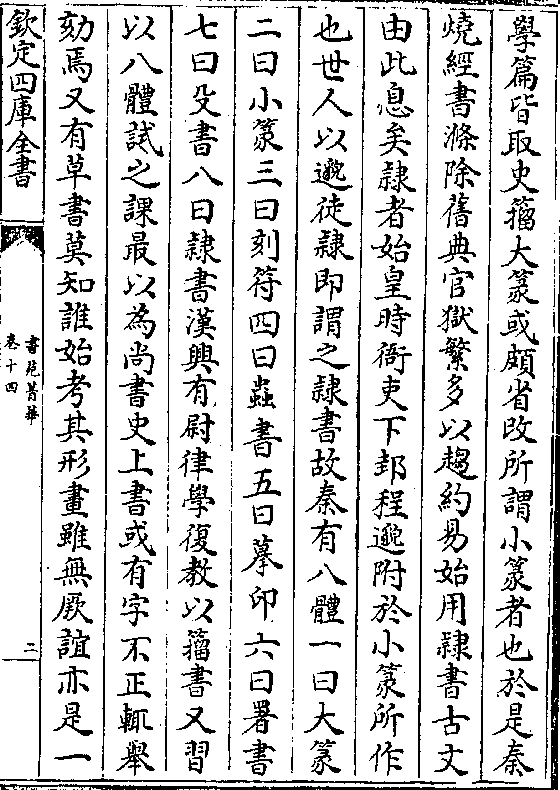 學篇皆取史籀大篆或頗省改所謂小篆者也於是秦
燒經書滌除舊典官獄繁多以趨約易始用隷書古文
由此息矣隷者始皇時衙吏下邽程邈附於小篆所作
也世人以邈徒隷即謂之隷書故秦有八體一曰大篆
二曰小篆三曰刻符四曰蟲書五曰摹印六曰署書
七曰殳書八曰隷書漢興有尉律學復教以籀書又習
以八體試之課最以為尚書史上書或有字不正輒舉
劾焉又有草書莫知誰始考其形畫雖無厥誼亦是一
欽定四庫全書
書苑菁華
卷十四
二